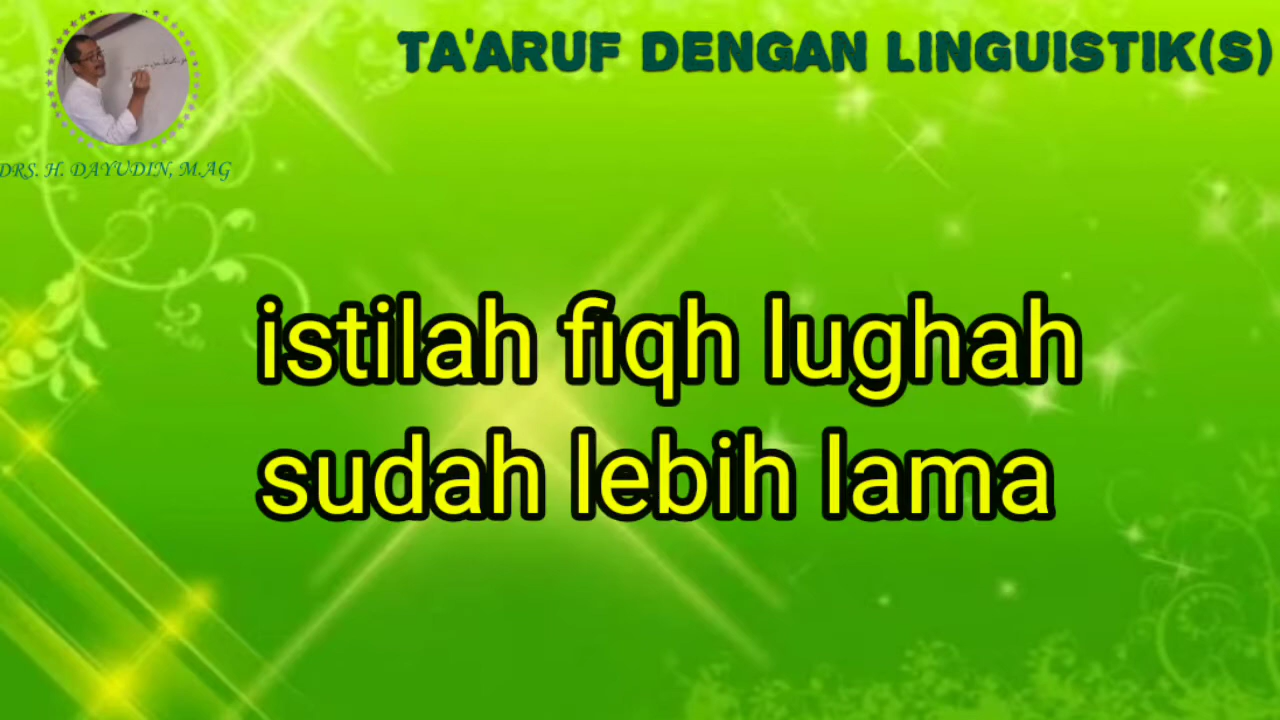 TA'ARUF DENGAN LINGUISTIK(S)
DRS. H. DAYUDIN, M.AG
istilah fiqh lughah
sudah lebih lama